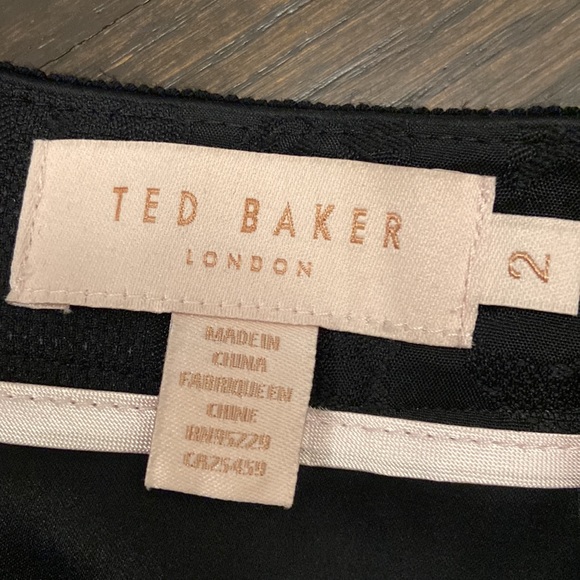 TED BAKER
LONDON
2
MADE IN
CHINA
FABRIQUE EN
CHINE
RN95229
CA25459